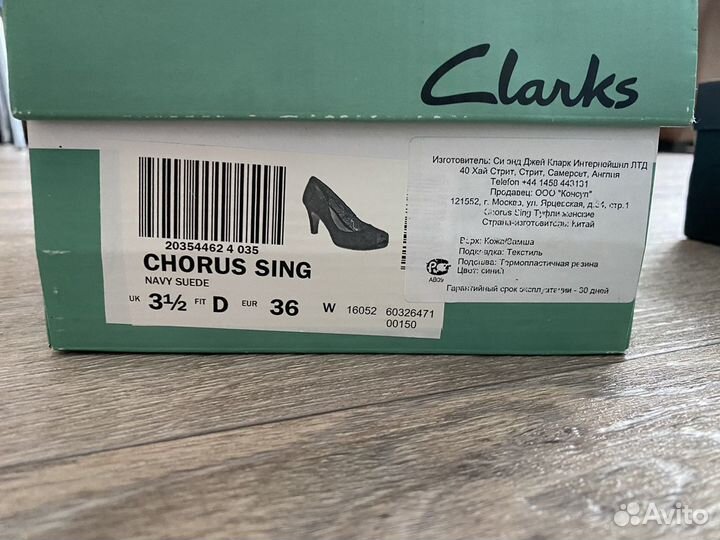 Clarks
20354462 4 035
CHORUS SING
NAVY SUEDE
UK 3½ FIT D EUR 36 W 16052 60326471
00150
Изготовитель: Си энд Джей Кларк Интернейшнл ЛТД
40 Хай Стрит, Стрит, Самерсет, Англия
Telefon +44 1458 443131
Продавец: ООО "Консул"
121552, г. Москва, ул. Ярцевская, д.34, стр.1
Chorus Sing Туфли женские
Страна-изготовитель: Китай
Верх: Кожа/Замша
Подкладка: Текстиль
Подошва: Термопластичная резина
Цвет: синий
Гарантийный срок эксплуатации - 30 дней
Avito